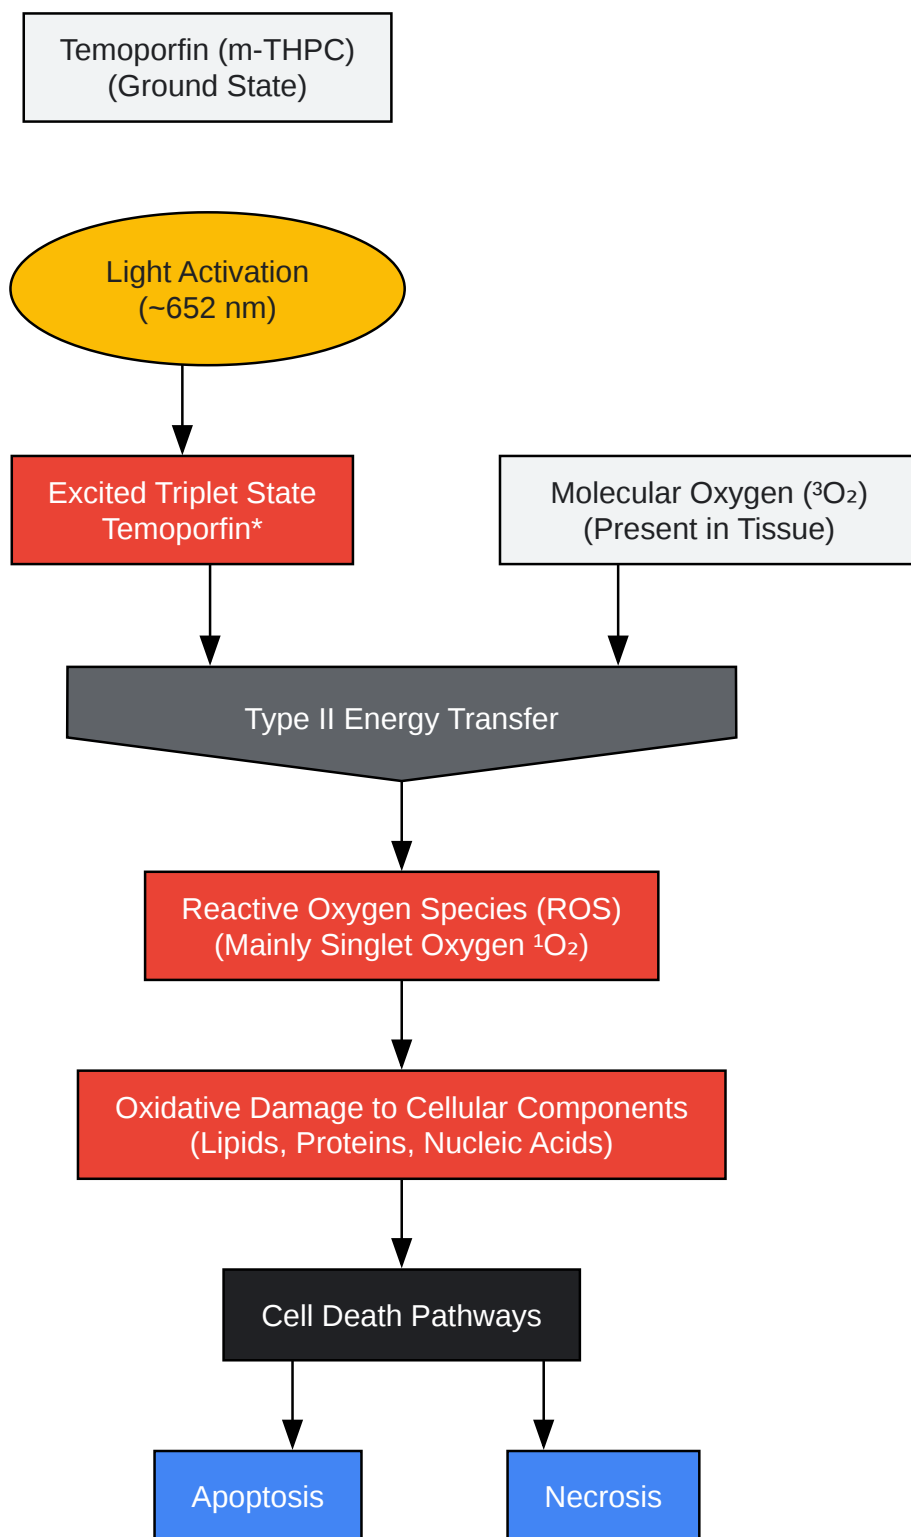 Temoporfin (m-THPC)
(Ground State)
Light Activation
(~652 nm)
Excited Triplet State
Temoporfin*
Molecular Oxygen (³O₂)
(Present in Tissue)
Type II Energy Transfer
Reactive Oxygen Species (ROS)
(Mainly Singlet Oxygen ¹O₂)
Oxidative Damage to Cellular Components
(Lipids, Proteins, Nucleic Acids)
Cell Death Pathways
Apoptosis
Necrosis